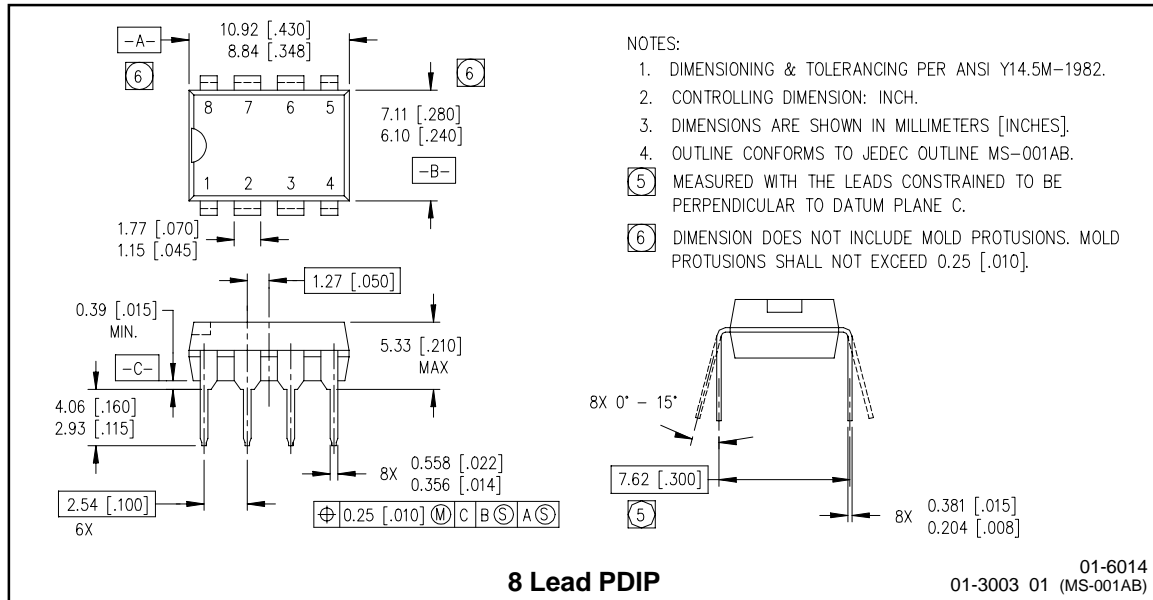 -A-
10.92 [.430]
8.84 [.348]
6
6
8 7 6 5
7.11 [.280]
6.10 [.240]
-B-
1 2 3 4
1.77 [.070]
1.15 [.045]
1.27 [.050]
0.39 [.015]
MIN.
5.33 [.210]
MAX
-C-
4.06 [.160]
2.93 [.115]
8X 0.558 [.022]
0.356 [.014]
2.54 [.100]
6X
⌖ 0.25 [.010] Ⓜ C B Ⓢ A Ⓢ
NOTES:
1. DIMENSIONING & TOLERANCING PER ANSI Y14.5M-1982.
2. CONTROLLING DIMENSION: INCH.
3. DIMENSIONS ARE SHOWN IN MILLIMETERS [INCHES].
4. OUTLINE CONFORMS TO JEDEC OUTLINE MS-001AB.
5 MEASURED WITH THE LEADS CONSTRAINED TO BE
PERPENDICULAR TO DATUM PLANE C.
6 DIMENSION DOES NOT INCLUDE MOLD PROTUSIONS. MOLD
PROTUSIONS SHALL NOT EXCEED 0.25 [.010].
8X 0° - 15°
7.62 [.300]
5
8X 0.381 [.015]
0.204 [.008]
8 Lead PDIP
01-6014
01-3003 01 (MS-001AB)